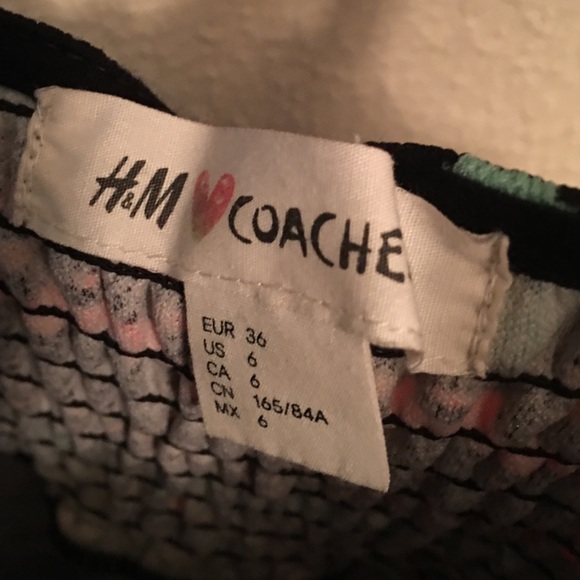 H&M COACHE
EUR 36
US 6
CA 6
CN 165/84A
MX 6